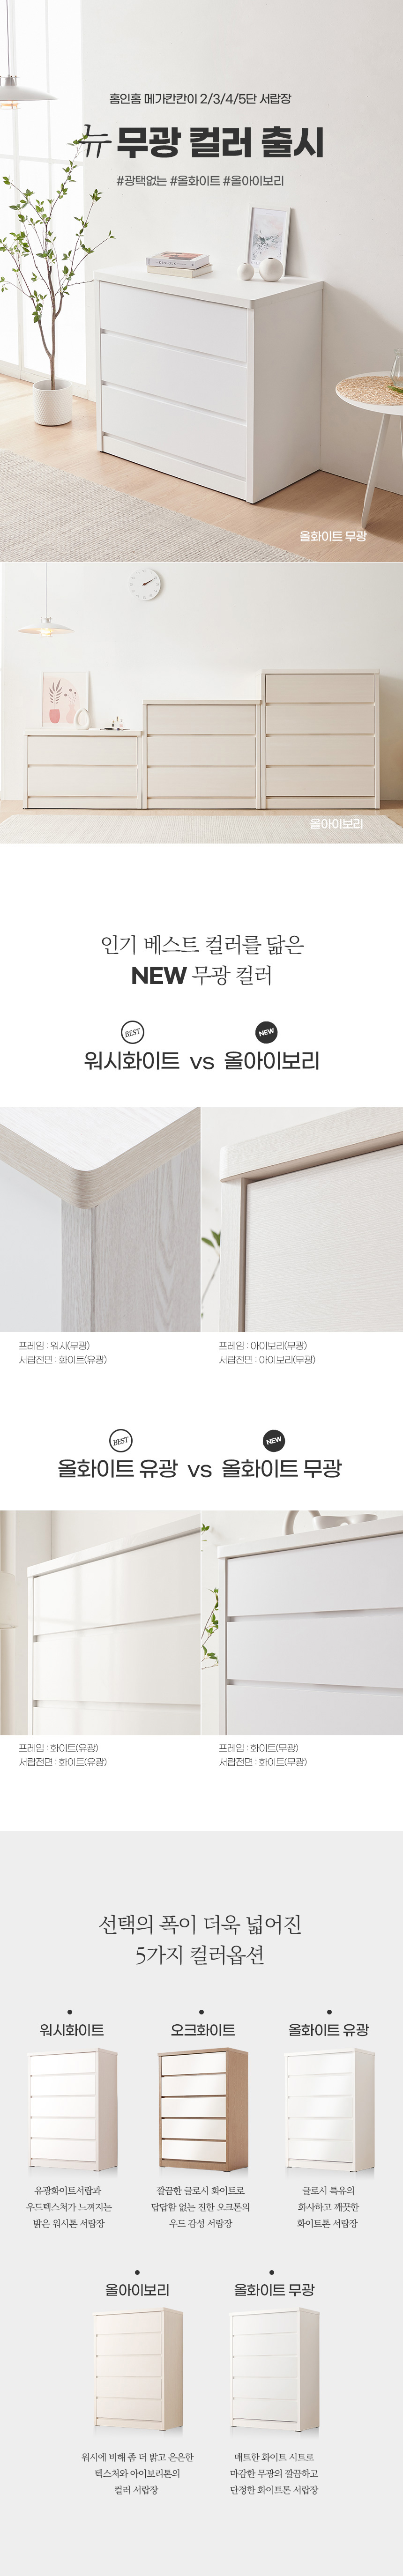 홈인홈 메가칸칸이 2/3/4/5단 서랍장
뉴 무광 컬러 출시
#광택없는 #올화이트 #올아이보리
올화이트 무광
올아이보리
인기 베스트 컬러를 닮은
NEW 무광 컬러
BEST
NEW
워시화이트 vs 올아이보리
프레임 : 워시(무광)
서랍전면 : 화이트(유광)
프레임 : 아이보리(무광)
서랍전면 : 아이보리(무광)
BEST
NEW
올화이트 유광 vs 올화이트 무광
프레임 : 화이트(유광)
서랍전면 : 화이트(유광)
프레임 : 화이트(무광)
서랍전면 : 화이트(무광)
선택의 폭이 더욱 넓어진
5가지 컬러옵션
워시화이트
유광화이트서랍과
우드텍스처가 느껴지는
밝은 워시톤 서랍장
오크화이트
깔끔한 글로시 화이트로
답답함 없는 진한 오크톤의
우드 감성 서랍장
올화이트 유광
글로시 특유의
화사하고 깨끗한
화이트톤 서랍장
올아이보리
워시에 비해 좀 더 밝고 은은한
텍스처와 아이보리톤의
컬러 서랍장
올화이트 무광
매트한 화이트 시트로
마감한 무광의 깔끔하고
단정한 화이트톤 서랍장